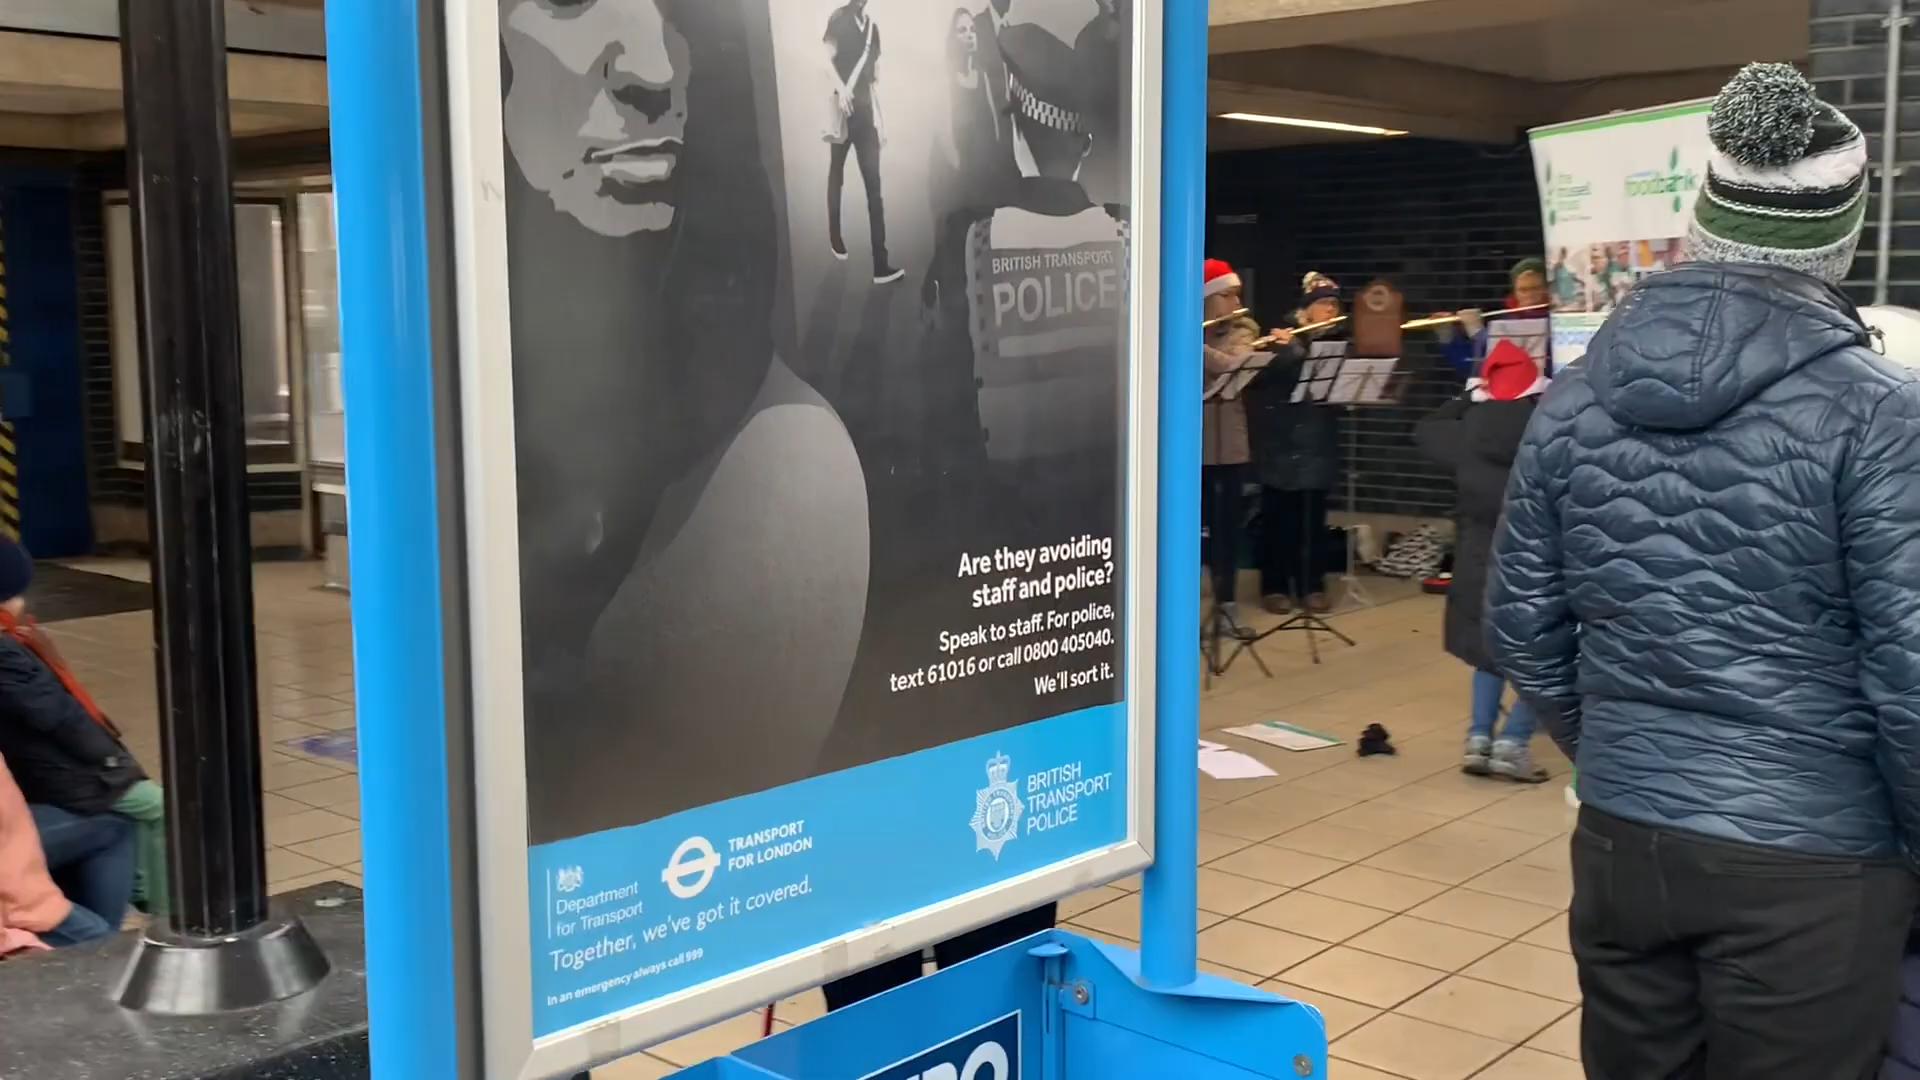 BRITISH TRANSPORT
POLICE
foodbank
Are they avoiding
staff and police?
Speak to staff. For police,
text 61016 or call 0800 405040.
We'll sort it.
BRITISH
TRANSPORT
POLICE
TRANSPORT
FOR LONDON
Department
for Transport
Together, we've got it covered.
In an emergency always call 999